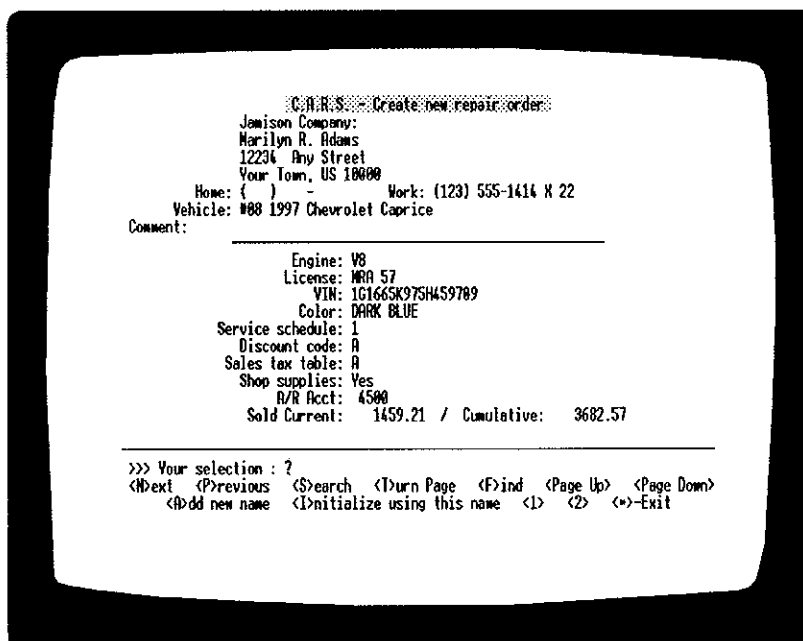 C.A.R.S. - Create new repair order
Jamison Company:
Marilyn R. Adams
12234 Any Street
Your Town, US 10000
Home: ( ) - Work: (123) 555-1414 X 22
Vehicle: #08 1997 Chevrolet Caprice
Comment:
Engine: V8
License: MRA 57
VIN: 1G1665K975H459789
Color: DARK BLUE
Service schedule: 1
Discount code: A
Sales tax table: A
Shop supplies: Yes
A/R Acct: 4500
Sold Current: 1459.21 / Cumulative: 3682.57
>>> Your selection : ?
<N>ext <P>revious <S>earch <T>urn Page <F>ind <Page Up> <Page Down>
<A>dd new name <I>nitialize using this name <1> <2> <*>-Exit